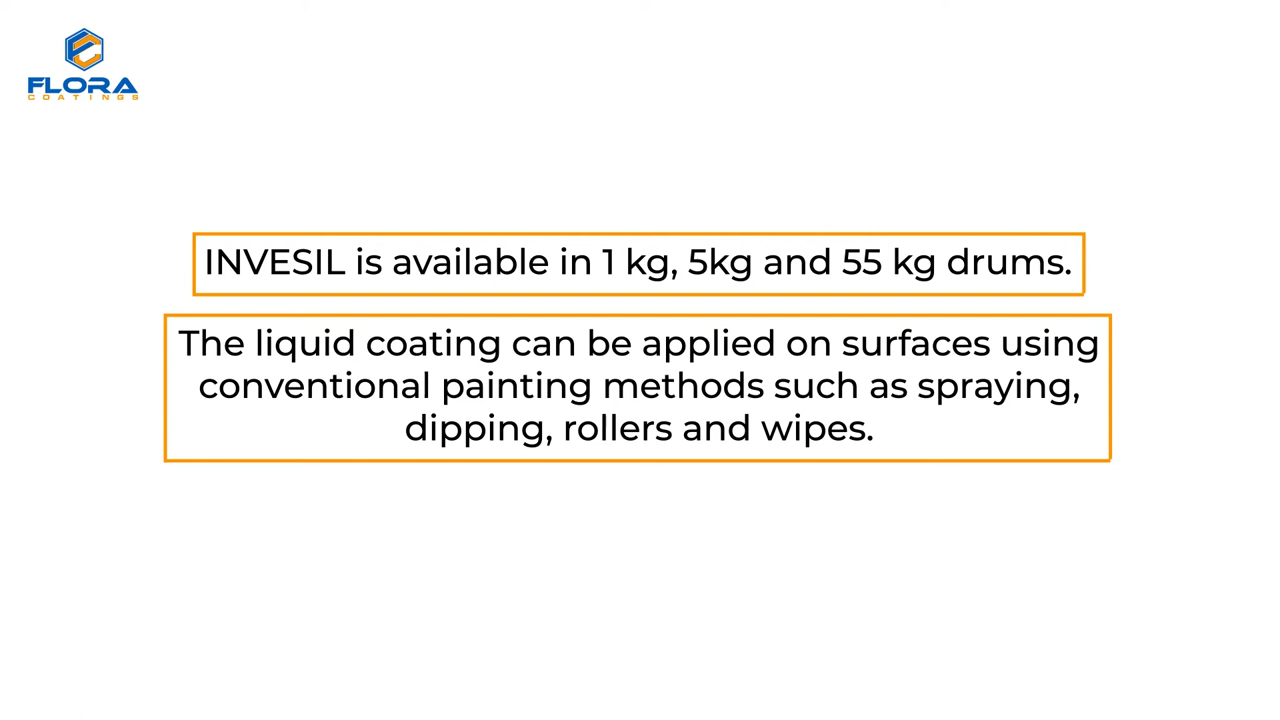 FLORA
COATINGS
INVESIL is available in 1 kg, 5kg and 55 kg drums.
The liquid coating can be applied on surfaces using
conventional painting methods such as spraying,
dipping, rollers and wipes.